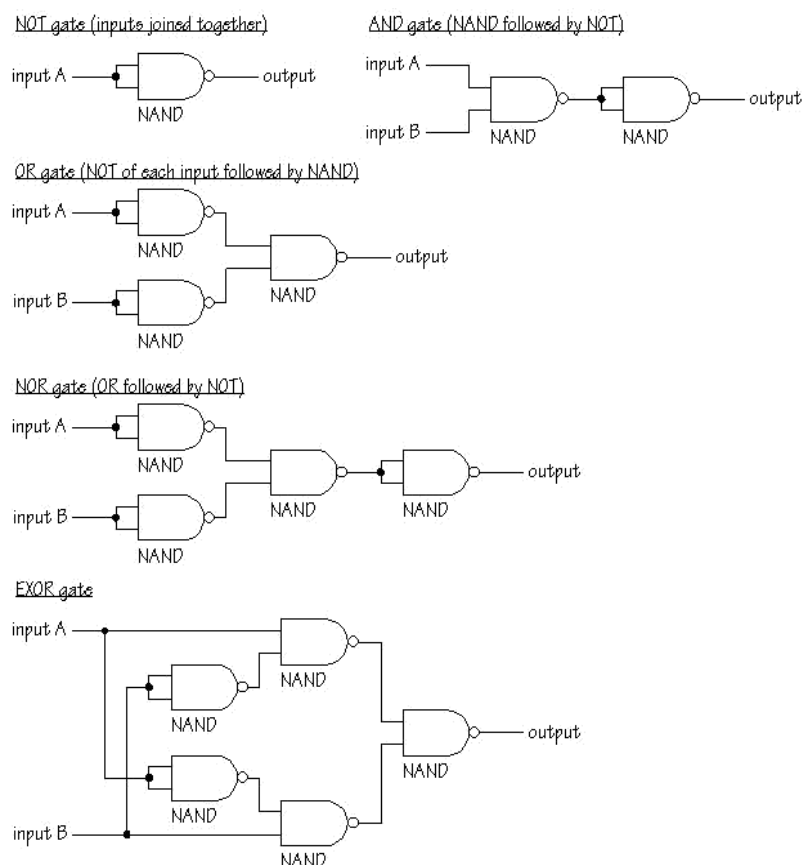 NOT gate (inputs joined together)
input A
output
NAND
AND gate (NAND followed by NOT)
input A
input B
output
NAND
NAND
OR gate (NOT of each input followed by NAND)
input A
NAND
output
input B
NAND
NAND
NOR gate (OR followed by NOT)
input A
NAND
output
input B
NAND
NAND
NAND
EXOR gate
input A
NAND
NAND
output
NAND
NAND
input B
NAND